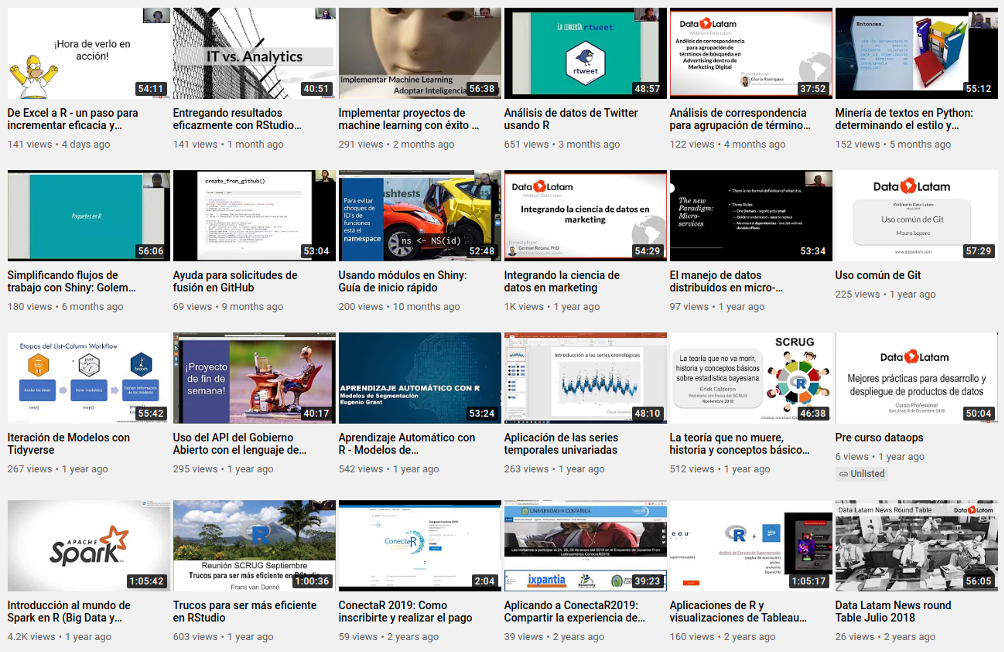 ¡Hora de verlo en
acción!
54:11
IT vs. Analytics
40:51
Implementar Machine Learning
Adoptar Inteligencia
56:38
LA LIBRERÍA rtweet
rtweet
48:57
DataLatam
Análisis de correspondencia
para agrupación de
términos de búsqueda en
Advertising dentro de
Marketing Digital
37:52
Entonces..
55:12
De Excel a R - un paso para
incrementar eficacia y...
141 views • 4 days ago
Entregando resultados
eficazmente con RStudio...
141 views • 1 month ago
Implementar proyectos de
machine learning con éxito ...
291 views • 2 months ago
Análisis de datos de Twitter
usando R
651 views • 3 months ago
Análisis de correspondencia
para agrupación de término...
122 views • 4 months ago
Minería de textos en Python:
determinando el estilo y...
152 views • 5 months ago
Paquetes en R
56:06
create_from_github()
53:04
Para evitar
choques de
ID's de
funciones
está el
namespace
ns <- NS(id)
52:48
DataLatam
Integrando la ciencia de datos en
marketing
German Rotana, PhD
54:29
The new
Paradigm:
Micro-
services
53:34
DataLatam
Uso común de Git
Mauro Lepore
57:29
Simplificando flujos de
trabajo con Shiny: Golem...
180 views • 6 months ago
Ayuda para solicitudes de
fusión en GitHub
69 views • 9 months ago
Usando módulos en Shiny:
Guía de inicio rápido
200 views • 10 months ago
Integrando la ciencia de
datos en marketing
1K views • 1 year ago
El manejo de datos
distribuidos en micro-...
97 views • 1 year ago
Uso común de Git
225 views • 1 year ago
Etapas del List-Column Workflow
55:42
¡Proyecto
de fin de
semana!
40:17
APRENDIZAJE AUTOMÁTICO CON R
Modelos de Segmentación
Eugenio Grant
53:24
Introducción a las series cronológicas
48:10
SCRUG
La teoría que no va morir,
historia y conceptos básicos
sobre estadística bayesiana
Erick Calderon
Noviembre 2018
46:38
DataLatam
Mejores prácticas para desarrollo y
despliegue de productos de datos
Curso Profesional
50:04
Iteración de Modelos con
Tidyverse
267 views • 1 year ago
Uso del API del Gobierno
Abierto con el lenguaje de...
295 views • 1 year ago
Aprendizaje Automático con
R - Modelos de...
542 views • 1 year ago
Aplicación de las series
temporales univariadas
263 views • 1 year ago
La teoría que no muere,
historia y conceptos básico...
512 views • 1 year ago
Pre curso dataops
6 views • 1 year ago
Unlisted
APACHE
Spark
1:05:42
Reunión SCRUG Septiembre
Trucos para ser más eficiente en RStudio
Frans van Dunné
1:00:36
ConectaR
2:04
UNIVERSIDAD DE COSTA RICA
ixpantia
39:23
1:05:17
Data Latam News Round Table
DataLatam
56:05
Introducción al mundo de
Spark en R (Big Data y...
4.2K views • 1 year ago
Trucos para ser más eficiente
en RStudio
603 views • 1 year ago
ConectaR 2019: Como
inscribirte y realizar el pago
59 views • 2 years ago
Aplicando a ConectaR2019:
Compartir la experiencia de...
39 views • 2 years ago
Aplicaciones de R y
visualizaciones de Tableau...
160 views • 2 years ago
Data Latam News round
Table Julio 2018
26 views • 2 years ago